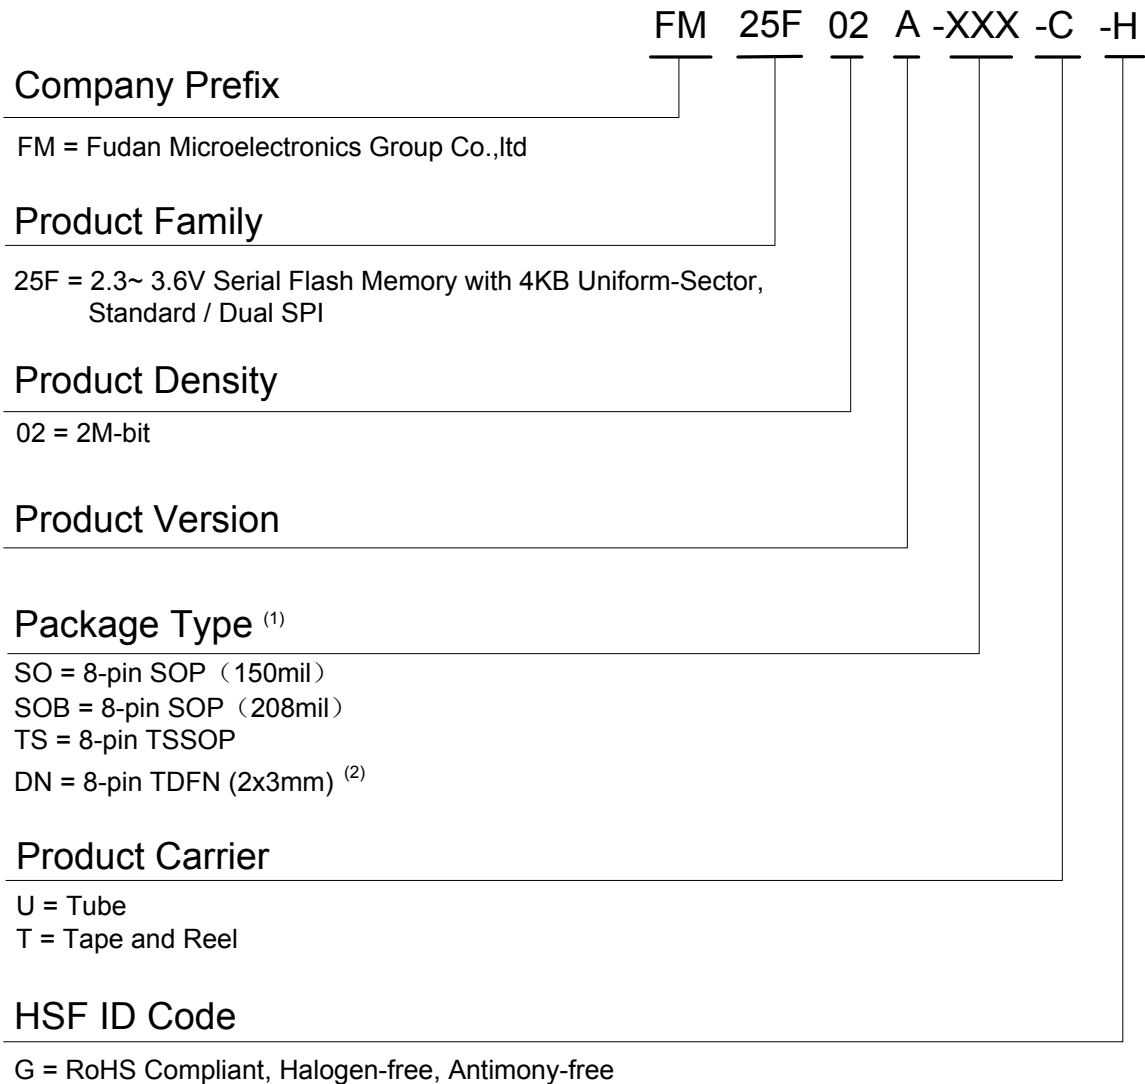 FM 25F 02 A -XXX -C -H
Company Prefix
FM = Fudan Microelectronics Group Co.,ltd
Product Family
25F = 2.3~ 3.6V Serial Flash Memory with 4KB Uniform-Sector,
Standard / Dual SPI
Product Density
02 = 2M-bit
Product Version
Package Type (1)
SO = 8-pin SOP（150mil）
SOB = 8-pin SOP（208mil）
TS = 8-pin TSSOP
DN = 8-pin TDFN (2x3mm) (2)
Product Carrier
U = Tube
T = Tape and Reel
HSF ID Code
G = RoHS Compliant, Halogen-free, Antimony-free